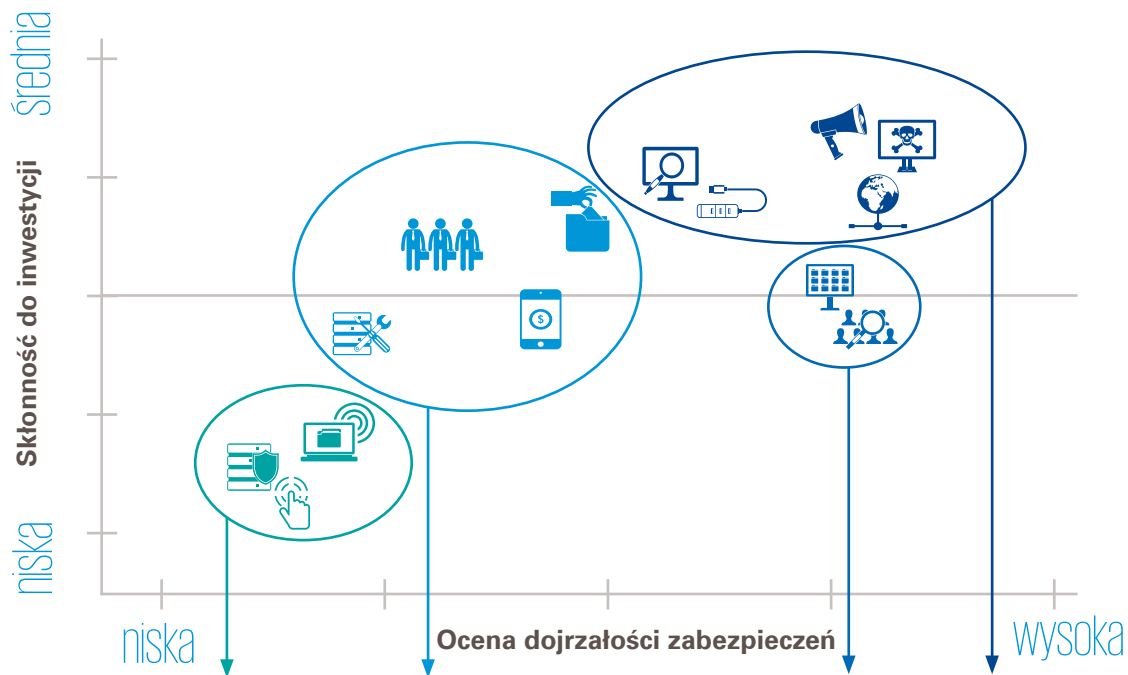 średnia
Skłonność do inwestycji
niska
niska
Ocena dojrzałości zabezpieczeń
wysoka
$